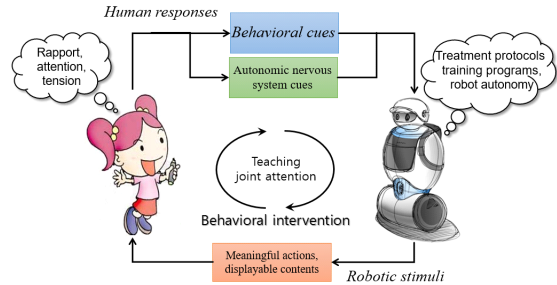 Human responses
Behavioral cues
Rapport,
attention,
tension
Treatment protocols
training programs,
robot autonomy
Autonomic nervous
system cues
Teaching
joint attention
Behavioral intervention
Meaningful actions,
displayable contents
Robotic stimuli